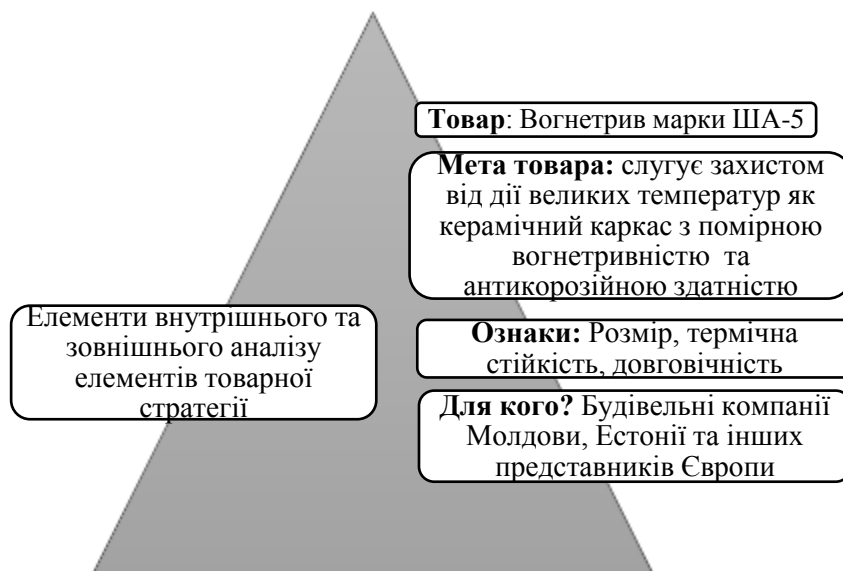 Товар: Вогнетрив марки ША-5
Мета товара: слугує захистом
від дії великих температур як
керамічний каркас з помірною
вогнетривністю та
антикорозійною здатністю
Елементи внутрішнього та
зовнішнього аналізу
елементів товарної
стратегії
Ознаки: Розмір, термічна
стійкість, довговічність
Для кого? Будівельні компанії
Молдови, Естонії та інших
представників Європи